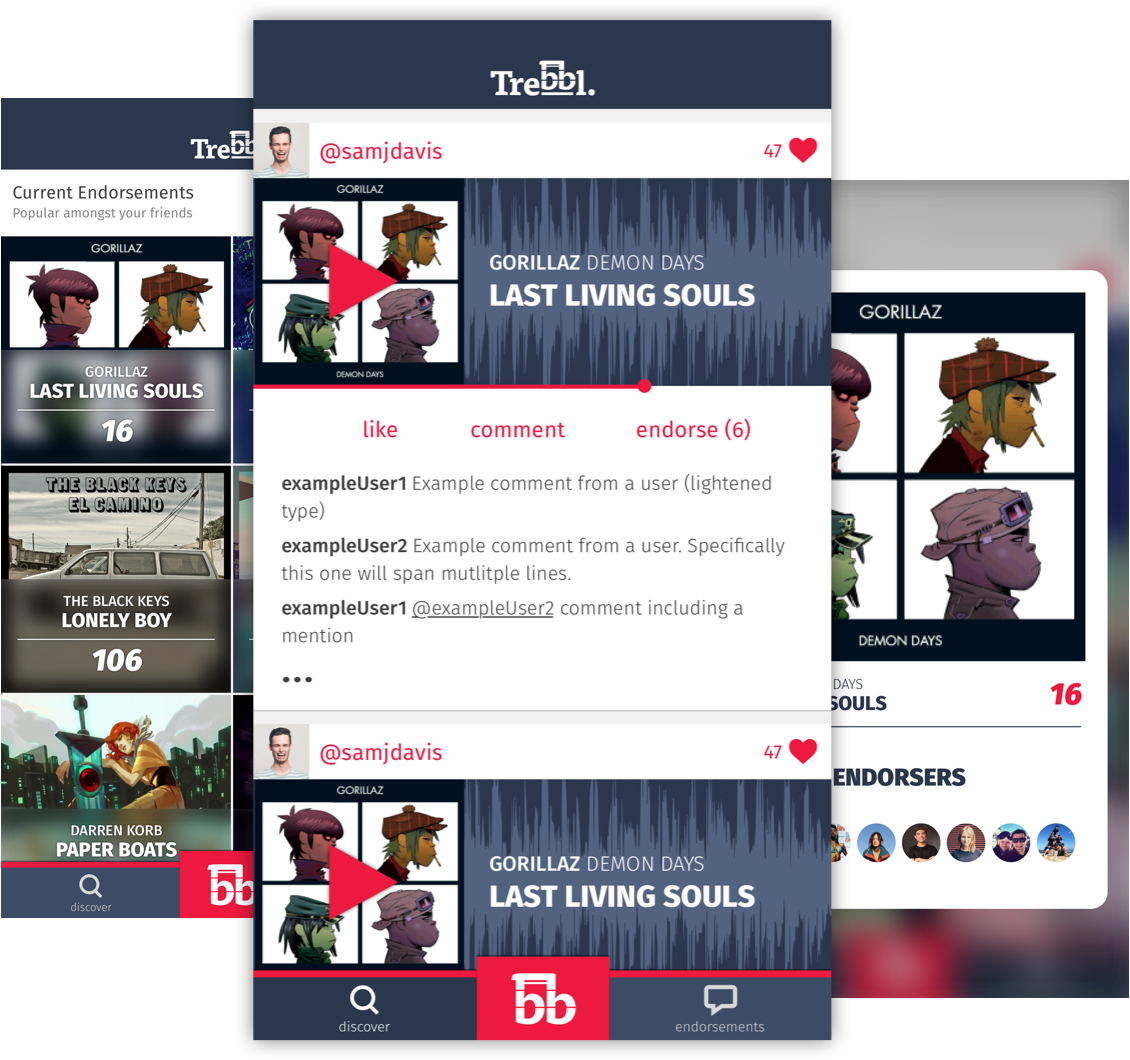 Trebb
Current Endorsements
Popular amongst your friends
GORILLAZ
GORILLAZ
LAST LIVING SOULS
16
THE BLACK KEYS
EL CAMINO
THE BLACK KEYS
LONELY BOY
106
DARREN KORB
PAPER BOATS
discover
bb
Trebbl.
@samjdavis
47
GORILLAZ
DEMON DAYS
GORILLAZ DEMON DAYS
LAST LIVING SOULS
like
comment
endorse (6)
exampleUser1 Example comment from a user (lightened
type)
exampleUser2 Example comment from a user. Specifically
this one will span mutlitple lines.
exampleUser1 @exampleUser2 comment including a
mention
...
@samjdavis
47
GORILLAZ
GORILLAZ DEMON DAYS
LAST LIVING SOULS
discover
bb
endorsements
GORILLAZ
DEMON DAYS
DAYS
SOULS
16
ENDORSERS